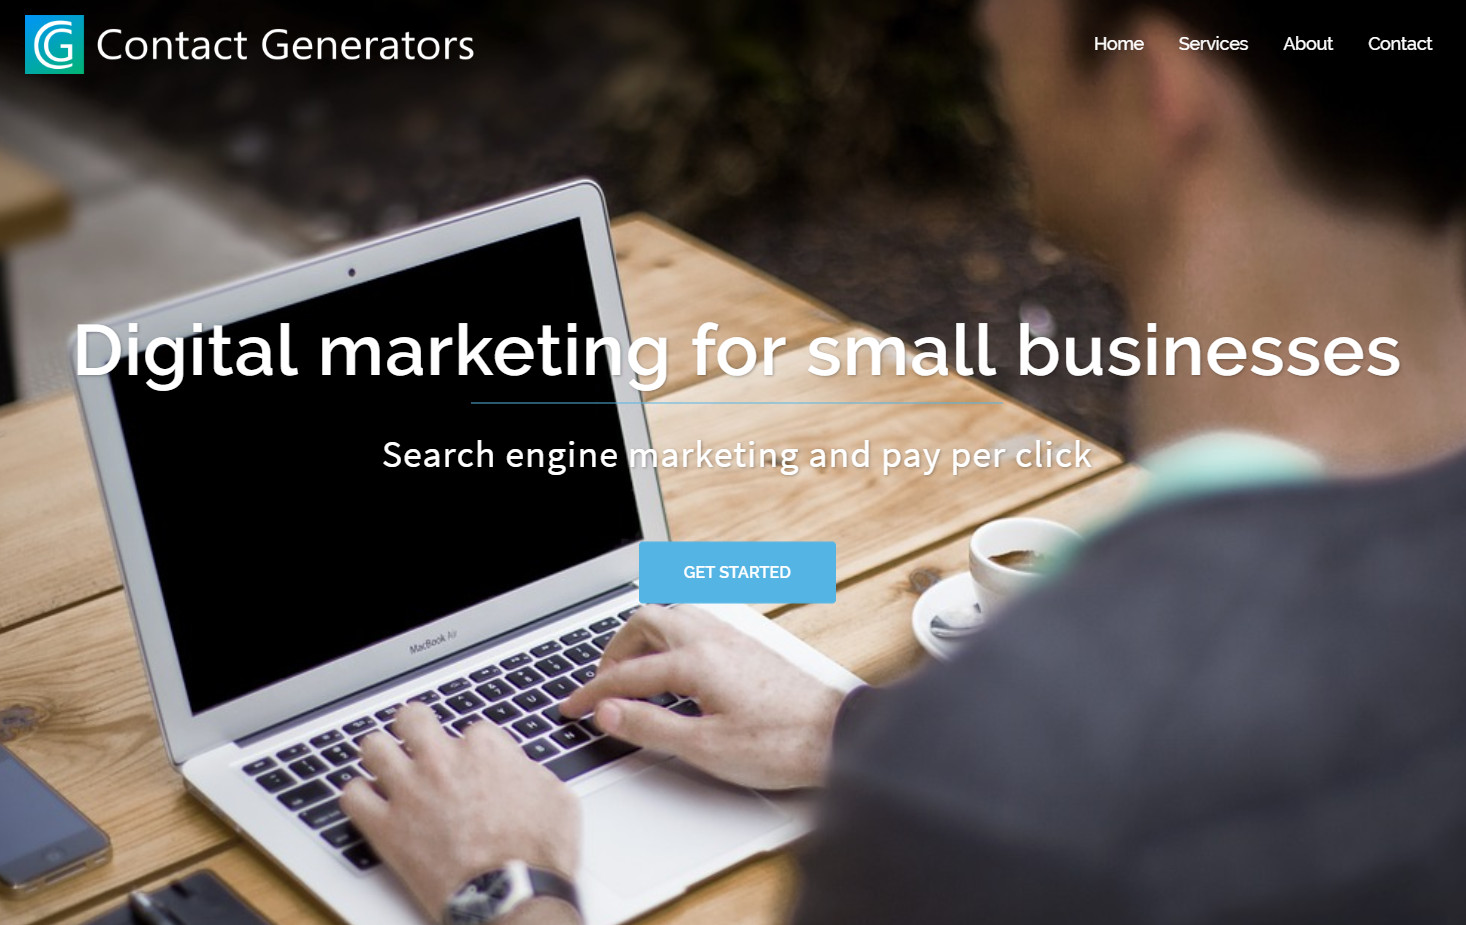 CG Contact Generators
Home Services About Contact
Digital marketing for small businesses
Search engine marketing and pay per click
GET STARTED
MacBook Air